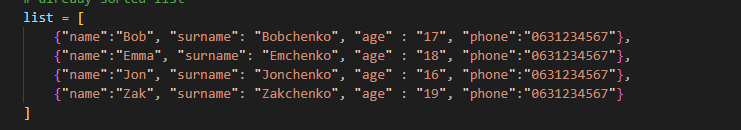 # already sorted list
list = [
{"name":"Bob", "surname": "Bobchenko", "age" : "17", "phone":"0631234567"},
{"name":"Emma", "surname": "Emchenko", "age" : "18", "phone":"0631234567"},
{"name":"Jon", "surname": "Jonchenko", "age" : "16", "phone":"0631234567"},
{"name":"Zak", "surname": "Zakchenko", "age" : "19", "phone":"0631234567"}
]